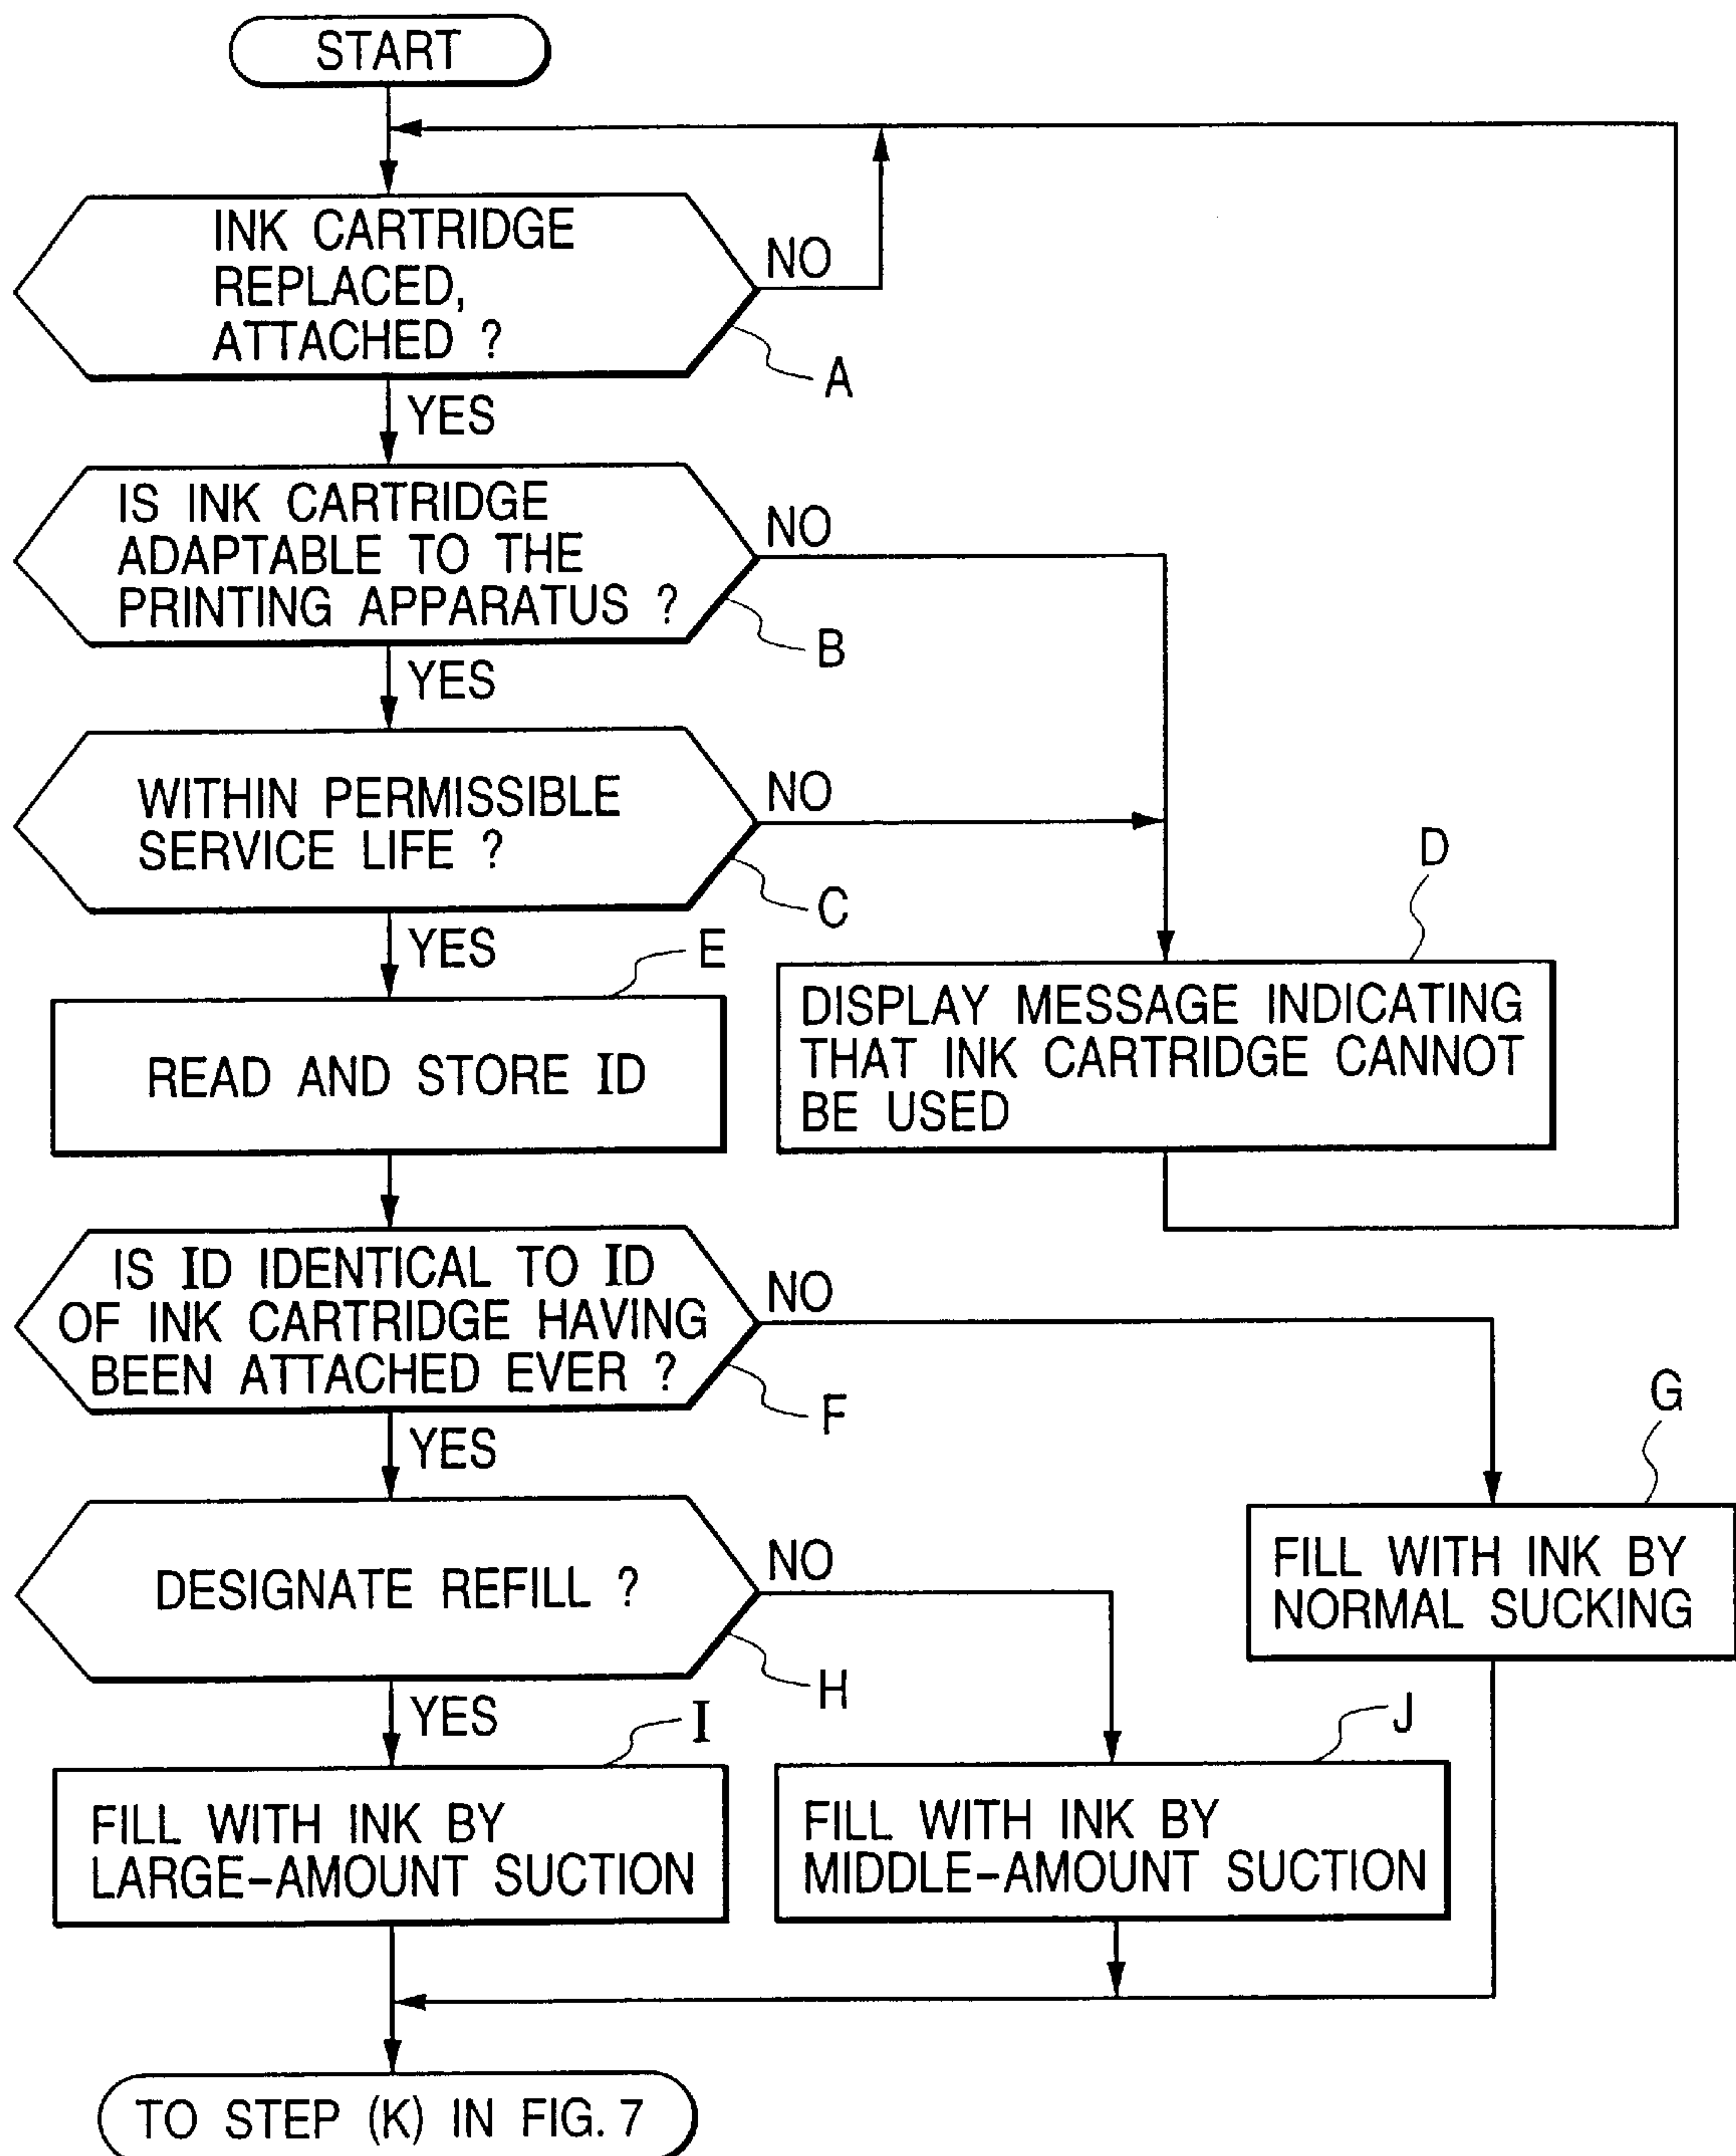 START
INK CARTRIDGE
REPLACED,
ATTACHED ?
NO
A
YES
IS INK CARTRIDGE
ADAPTABLE TO THE
PRINTING APPARATUS ?
NO
B
YES
WITHIN PERMISSIBLE
SERVICE LIFE ?
NO
C
YES
D
DISPLAY MESSAGE INDICATING
THAT INK CARTRIDGE CANNOT
BE USED
E
READ AND STORE ID
IS ID IDENTICAL TO ID
OF INK CARTRIDGE HAVING
BEEN ATTACHED EVER ?
NO
F
YES
G
FILL WITH INK BY
NORMAL SUCKING
DESIGNATE REFILL ?
NO
H
YES
I
FILL WITH INK BY
LARGE-AMOUNT SUCTION
J
FILL WITH INK BY
MIDDLE-AMOUNT SUCTION
TO STEP (K) IN FIG. 7